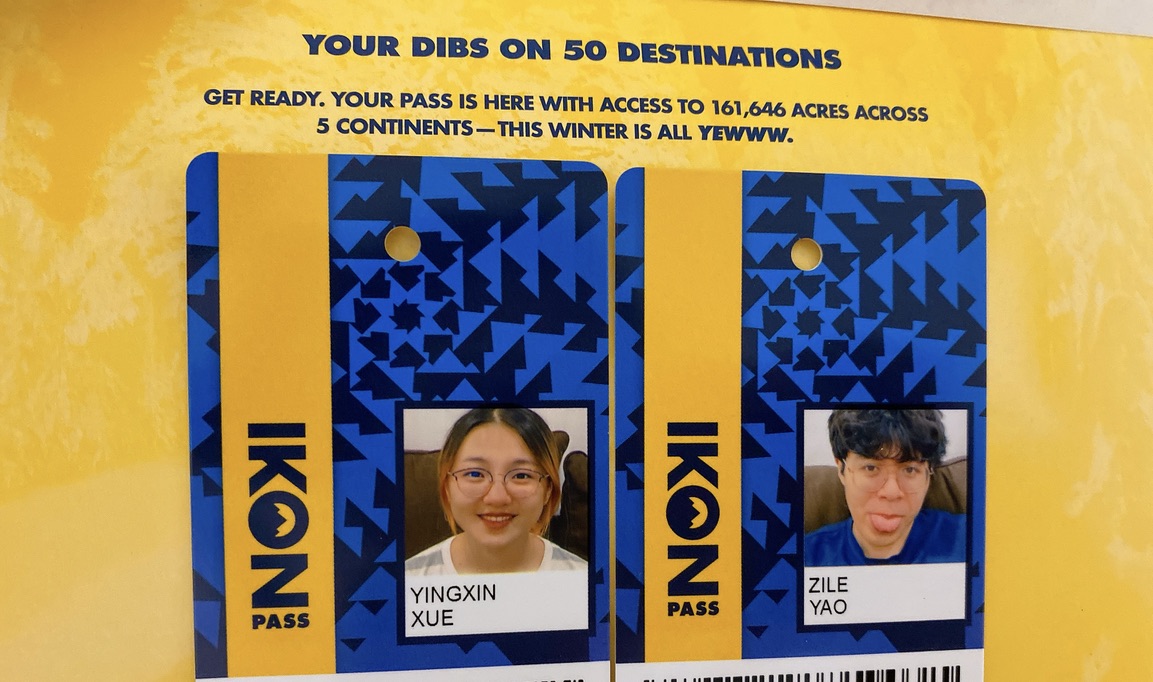 YOUR DIBS ON 50 DESTINATIONS
GET READY. YOUR PASS IS HERE WITH ACCESS TO 161,646 ACRES ACROSS
5 CONTINENTS—THIS WINTER IS ALL YEWWW.
IKON
PASS
YINGXIN
XUE
IKON
PASS
ZILE
YAO